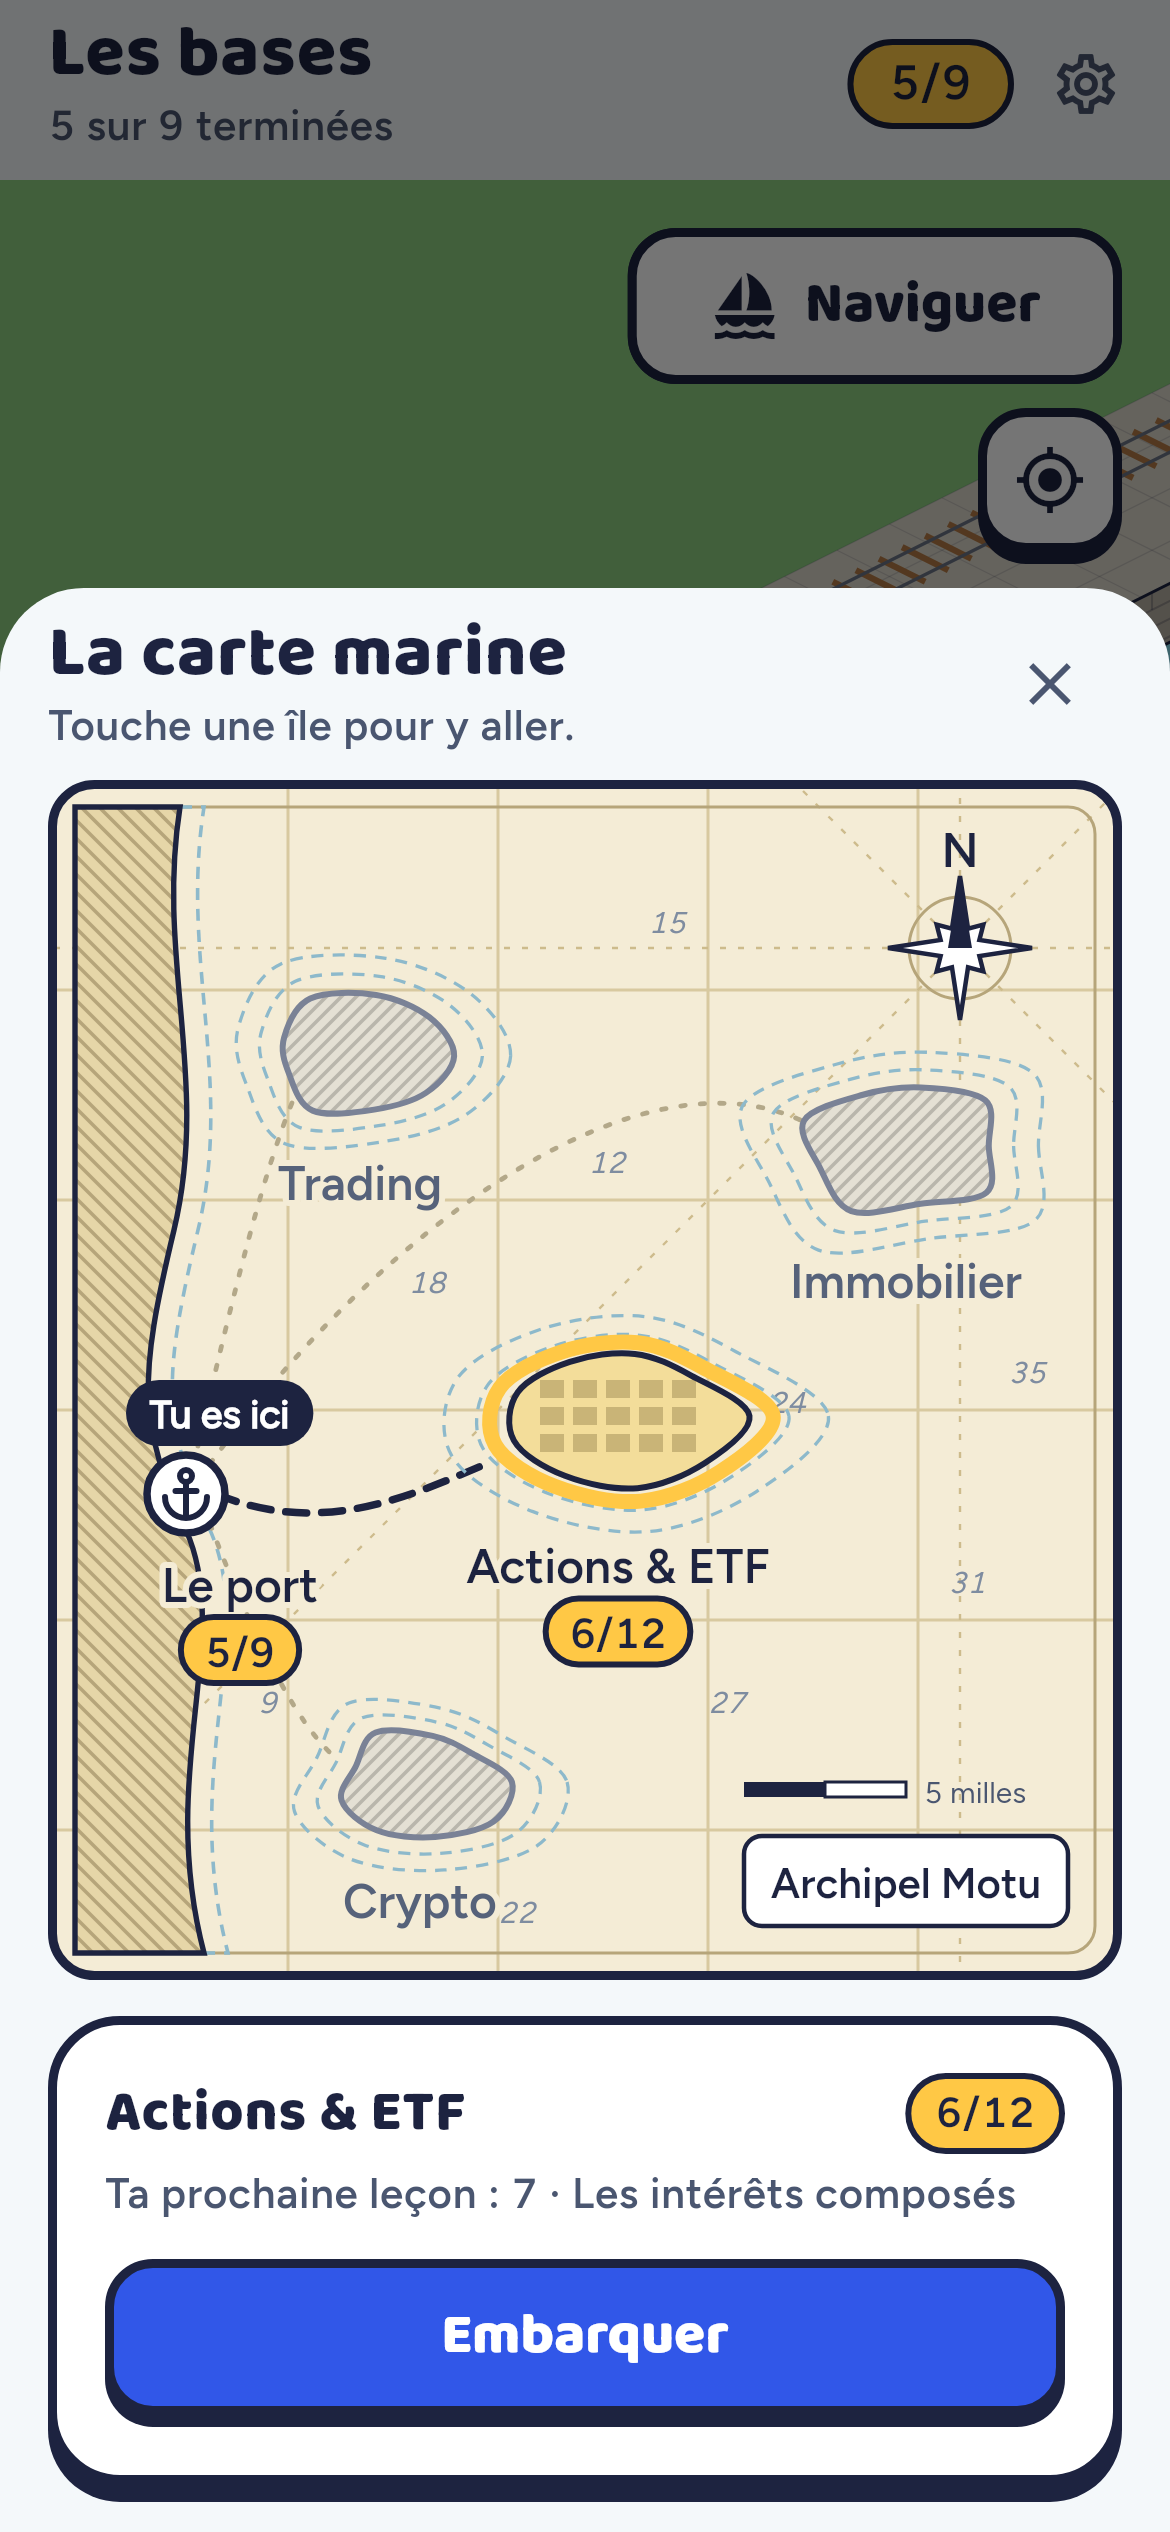 Les bases
5 sur 9 terminées
5/9
Naviguer
La carte marine
Touche une île pour y aller.
N
15
Trading
12
18
Immobilier
35
24
Tu es ici
Actions & ETF
6/12
Le port
5/9
31
9
27
5 milles
Archipel Motu
Crypto
22
Actions & ETF
6/12
Ta prochaine leçon : 7 · Les intérêts composés
Embarquer